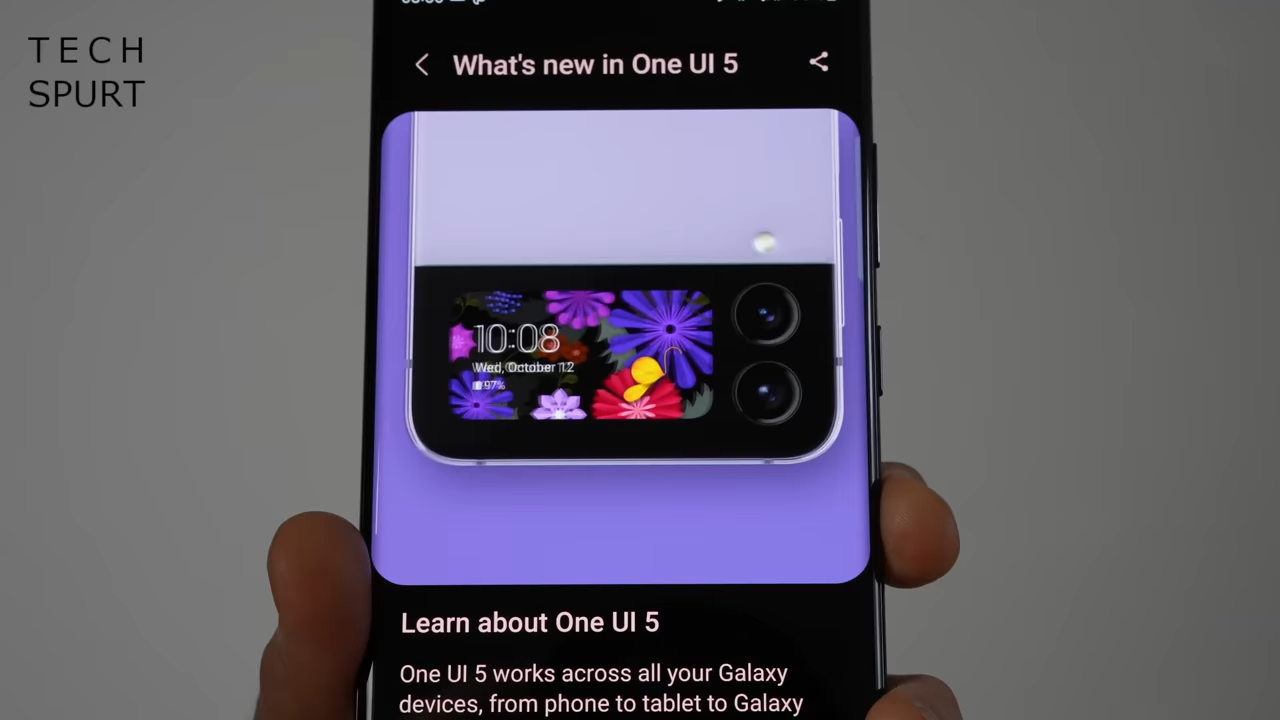 TECH
SPURT
What's new in One UI 5
10:08
Wed, October 12
97%
Learn about One UI 5
One UI 5 works across all your Galaxy
devices, from phone to tablet to Galaxy